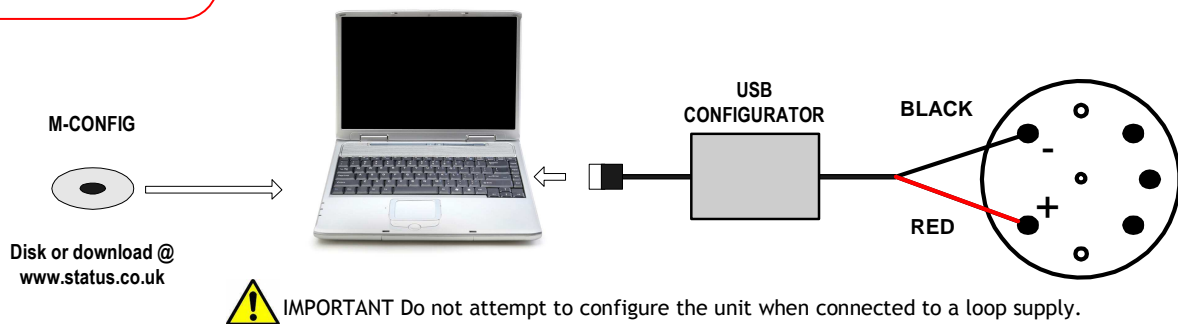 M-CONFIG
Disk or download @
www.status.co.uk
USB
CONFIGURATOR
BLACK
-
+
RED
IMPORTANT Do not attempt to configure the unit when connected to a loop supply.